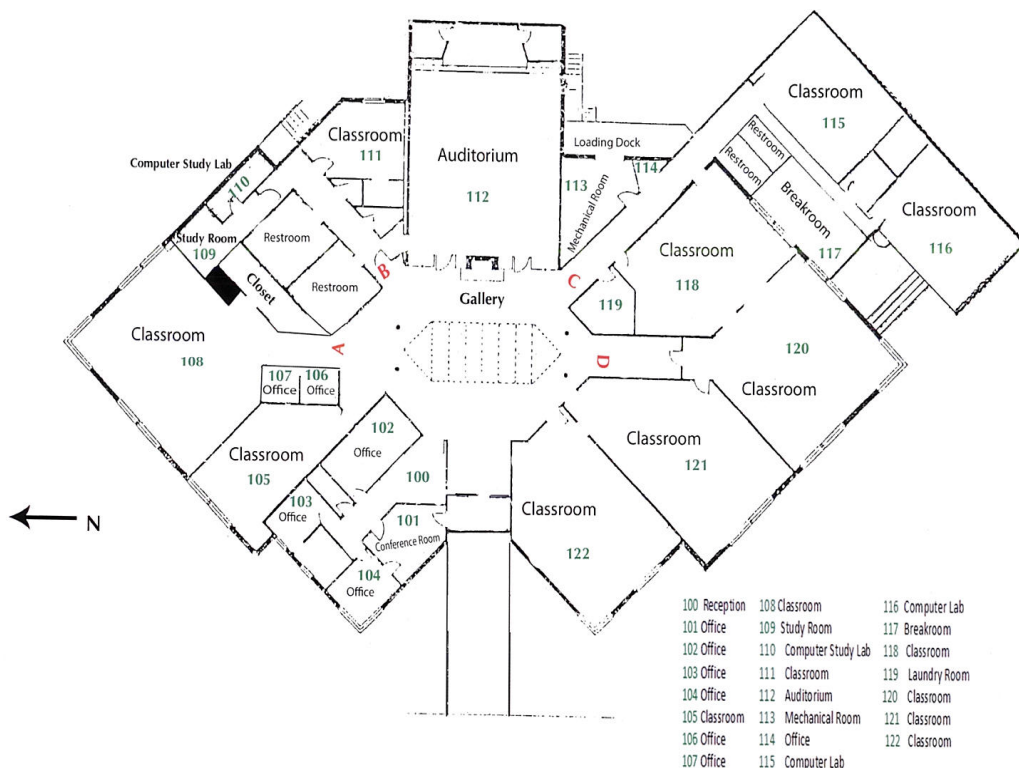 Classroom
115
Restroom
Restroom
Loading Dock
Classroom
111
Auditorium
112
Computer Study Lab
110
113
Mechanical Room
114
Breakroom
117
Classroom
116
Study Room
109
Restroom
Restroom
Closet
B
C
Gallery
Classroom
118
119
Classroom
108
A
D
120
Classroom
107
Office
106
Office
102
Office
Classroom
105
100
Classroom
121
103
Office
101
Conference Room
Classroom
122
N
104
Office
100 Reception
101 Office
102 Office
103 Office
104 Office
105 Classroom
106 Office
107 Office
108 Classroom
109 Study Room
110 Computer Study Lab
111 Classroom
112 Auditorium
113 Mechanical Room
114 Office
115 Computer Lab
116 Computer Lab
117 Breakroom
118 Classroom
119 Laundry Room
120 Classroom
121 Classroom
122 Classroom